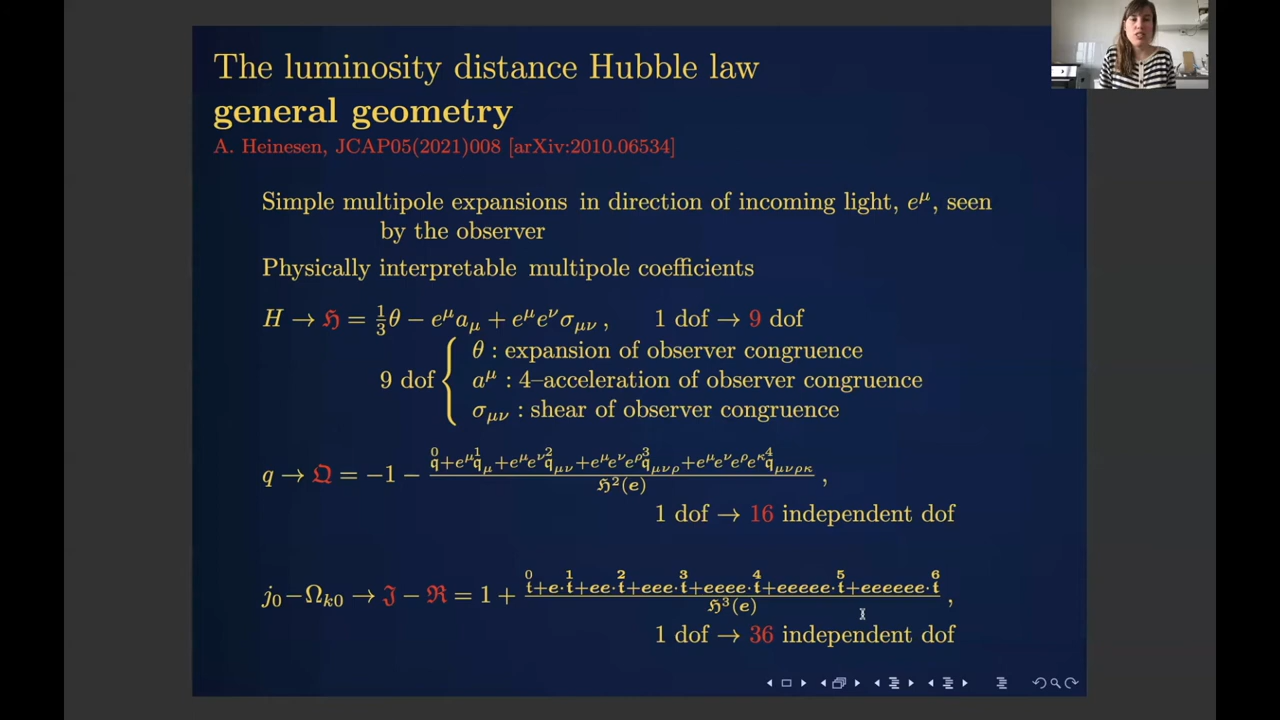 The luminosity distance Hubble law
general geometry
A. Heinesen, JCAP05(2021)008 [arXiv:2010.06534]
Simple multipole expansions in direction of incoming light, e^μ, seen
by the observer
Physically interpretable multipole coefficients
H → ℌ = 1/3 θ − e^μ a_μ + e^μ e^ν σ_μν , 1 dof → 9 dof
θ : expansion of observer congruence
9 dof { a^μ : 4–acceleration of observer congruence
σ_μν : shear of observer congruence
q → 𝔔 = −1 − (𝔮⁰ + e^μ 𝔮¹_μ + e^μ e^ν 𝔮²_μν + e^μ e^ν e^ρ 𝔮³_μνρ + e^μ e^ν e^ρ e^κ 𝔮⁴_μνρκ) / ℌ²(e) ,
1 dof → 16 independent dof
j_0 − Ω_k0 → 𝔍 − ℜ = 1 + (𝔱⁰ + e·𝔱¹ + ee·𝔱² + eee·𝔱³ + eeee·𝔱⁴ + eeeee·𝔱⁵ + eeeeee·𝔱⁶) / ℌ³(e) ,
1 dof → 36 independent dof